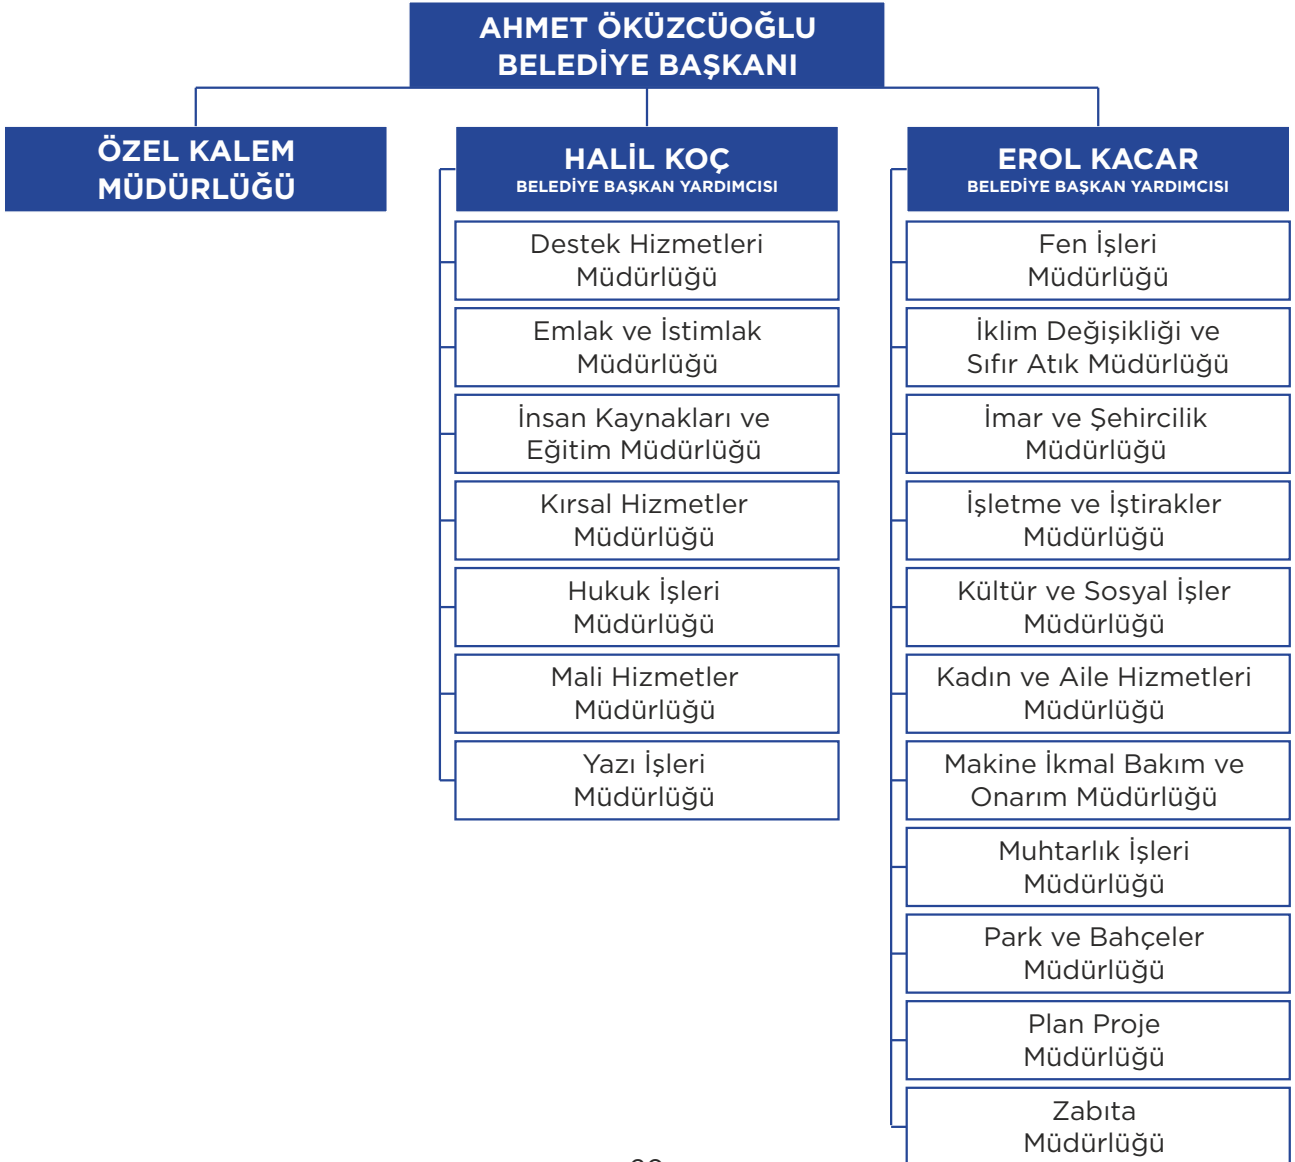 AHMET ÖKÜZCÜOĞLU
BELEDİYE BAŞKANI
ÖZEL KALEM
MÜDÜRLÜĞÜ
HALİL KOÇ
BELEDİYE BAŞKAN YARDIMCISI
Destek Hizmetleri
Müdürlüğü
Emlak ve İstimlak
Müdürlüğü
İnsan Kaynakları ve
Eğitim Müdürlüğü
Kırsal Hizmetler
Müdürlüğü
Hukuk İşleri
Müdürlüğü
Mali Hizmetler
Müdürlüğü
Yazı İşleri
Müdürlüğü
EROL KACAR
BELEDİYE BAŞKAN YARDIMCISI
Fen İşleri
Müdürlüğü
İklim Değişikliği ve
Sıfır Atık Müdürlüğü
İmar ve Şehircilik
Müdürlüğü
İşletme ve İştirakler
Müdürlüğü
Kültür ve Sosyal İşler
Müdürlüğü
Kadın ve Aile Hizmetleri
Müdürlüğü
Makine İkmal Bakım ve
Onarım Müdürlüğü
Muhtarlık İşleri
Müdürlüğü
Park ve Bahçeler
Müdürlüğü
Plan Proje
Müdürlüğü
Zabıta
Müdürlüğü